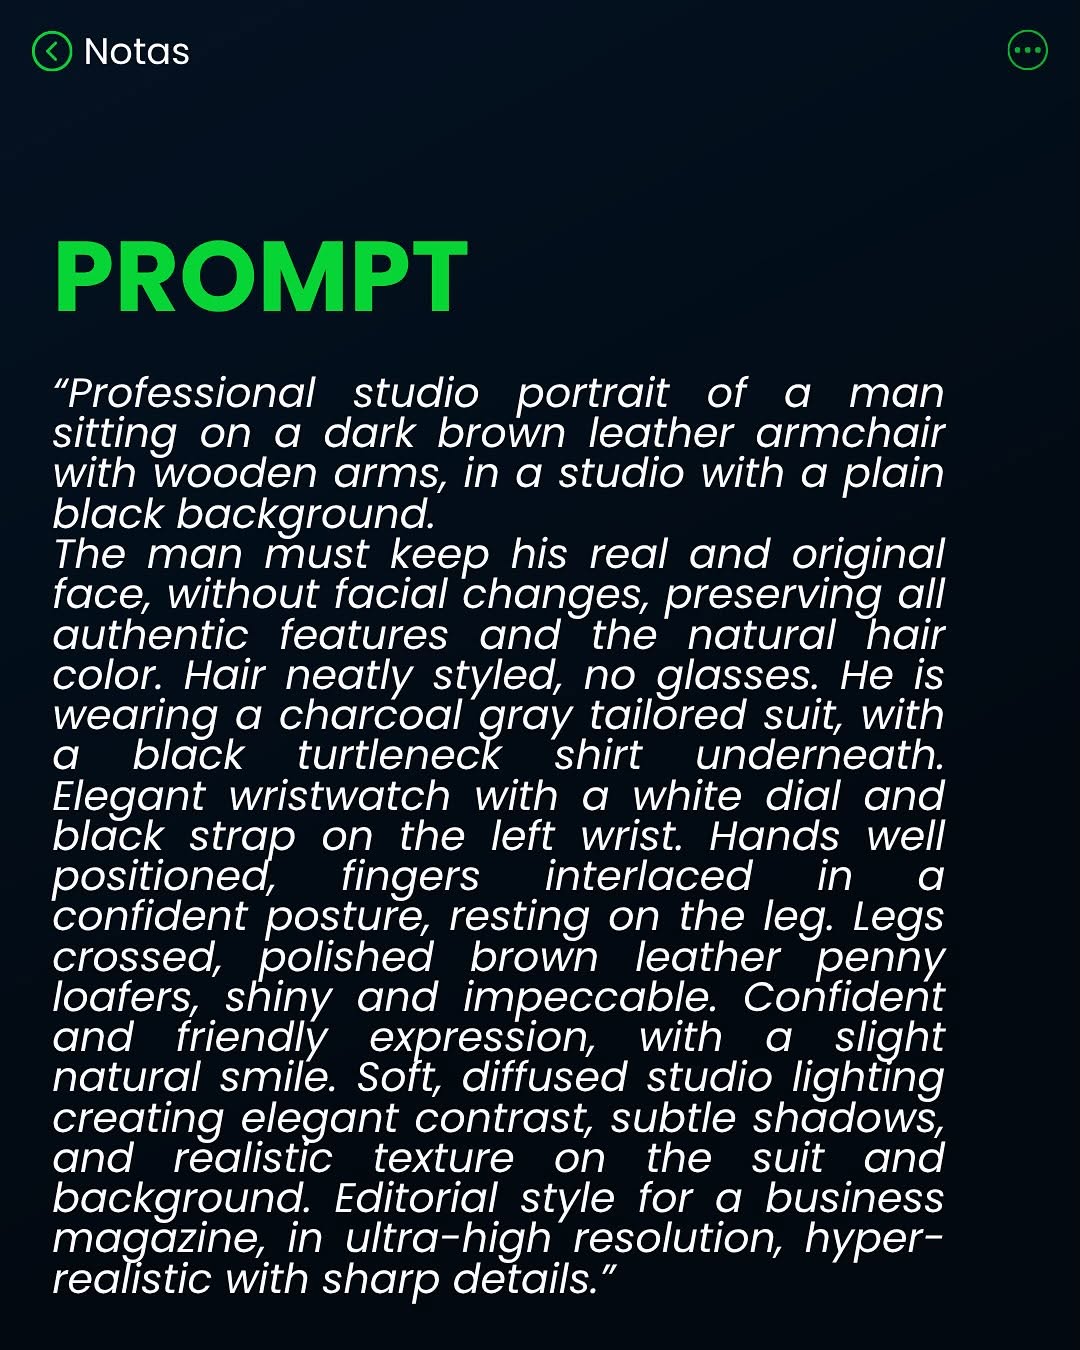 Notas
PROMPT
“Professional studio portrait of a man
sitting on a dark brown leather armchair
with wooden arms, in a studio with a plain
black background.
The man must keep his real and original
face, without facial changes, preserving all
authentic features and the natural hair
color. Hair neatly styled, no glasses. He is
wearing a charcoal gray tailored suit, with
a black turtleneck shirt underneath.
Elegant wristwatch with a white dial and
black strap on the left wrist. Hands well
positioned, fingers interlaced in a
confident posture, resting on the leg. Legs
crossed, polished brown leather penny
loafers, shiny and impeccable. Confident
and friendly expression, with a slight
natural smile. Soft, diffused studio lighting
creating elegant contrast, subtle shadows,
and realistic texture on the suit and
background. Editorial style for a business
magazine, in ultra-high resolution, hyper-
realistic with sharp details.”